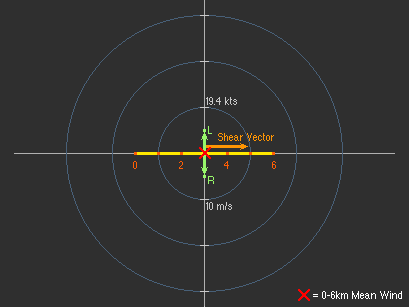 19.4 kts
L
Shear Vector
0 2 4 6
R
10 m/s
= 0-6km Mean Wind